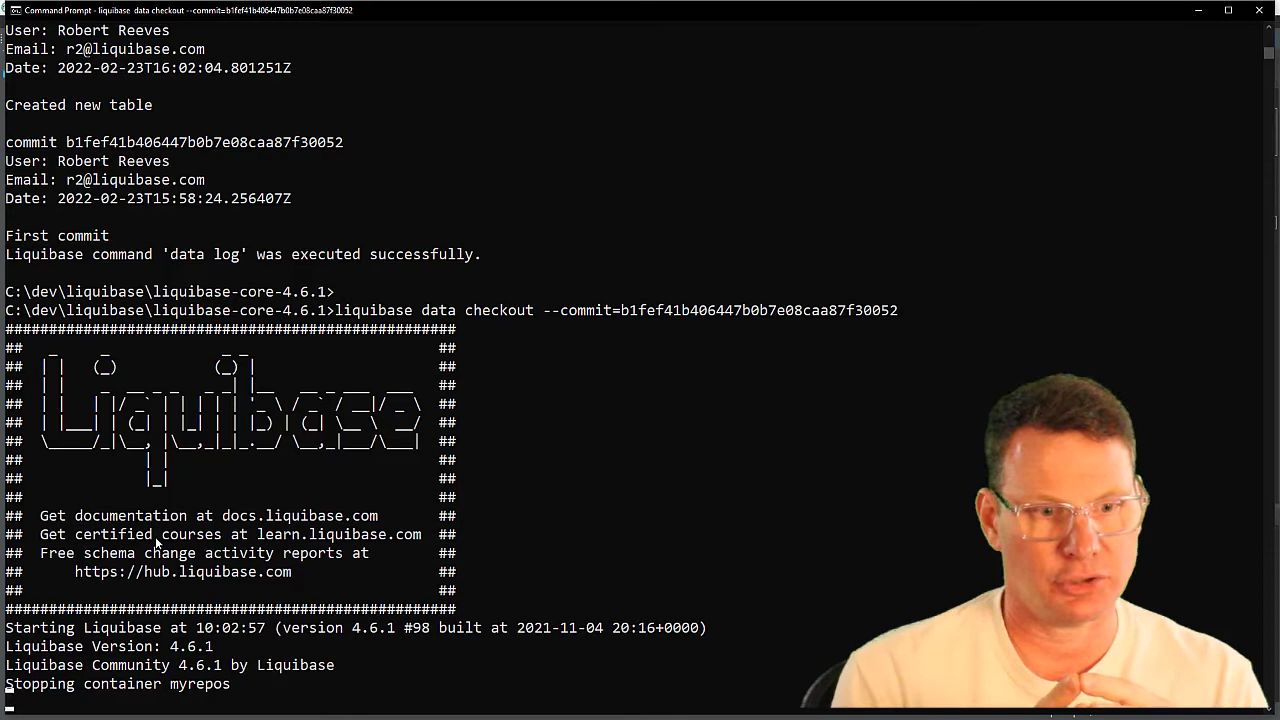 Command Prompt - liquibase  data checkout --commit=b1fef41b406447b0b7e08caa87f30052
User: Robert Reeves
Email: r2@liquibase.com
Date: 2022-02-23T16:02:04.801251Z
Created new table
commit b1fef41b406447b0b7e08caa87f30052
User: Robert Reeves
Email: r2@liquibase.com
Date: 2022-02-23T15:58:24.256407Z
First commit
Liquibase command 'data log' was executed successfully.
C:\dev\liquibase\liquibase-core-4.6.1>
C:\dev\liquibase\liquibase-core-4.6.1>liquibase data checkout --commit=b1fef41b406447b0b7e08caa87f30052
####################################################
Liquibase
##  Get documentation at docs.liquibase.com       ##
##  Get certified courses at learn.liquibase.com  ##
##  Free schema change activity reports at        ##
##      https://hub.liquibase.com                 ##
##                                                ##
####################################################
Starting Liquibase at 10:02:57 (version 4.6.1 #98 built at 2021-11-04 20:16+0000)
Liquibase Version: 4.6.1
Liquibase Community 4.6.1 by Liquibase
Stopping container myrepos